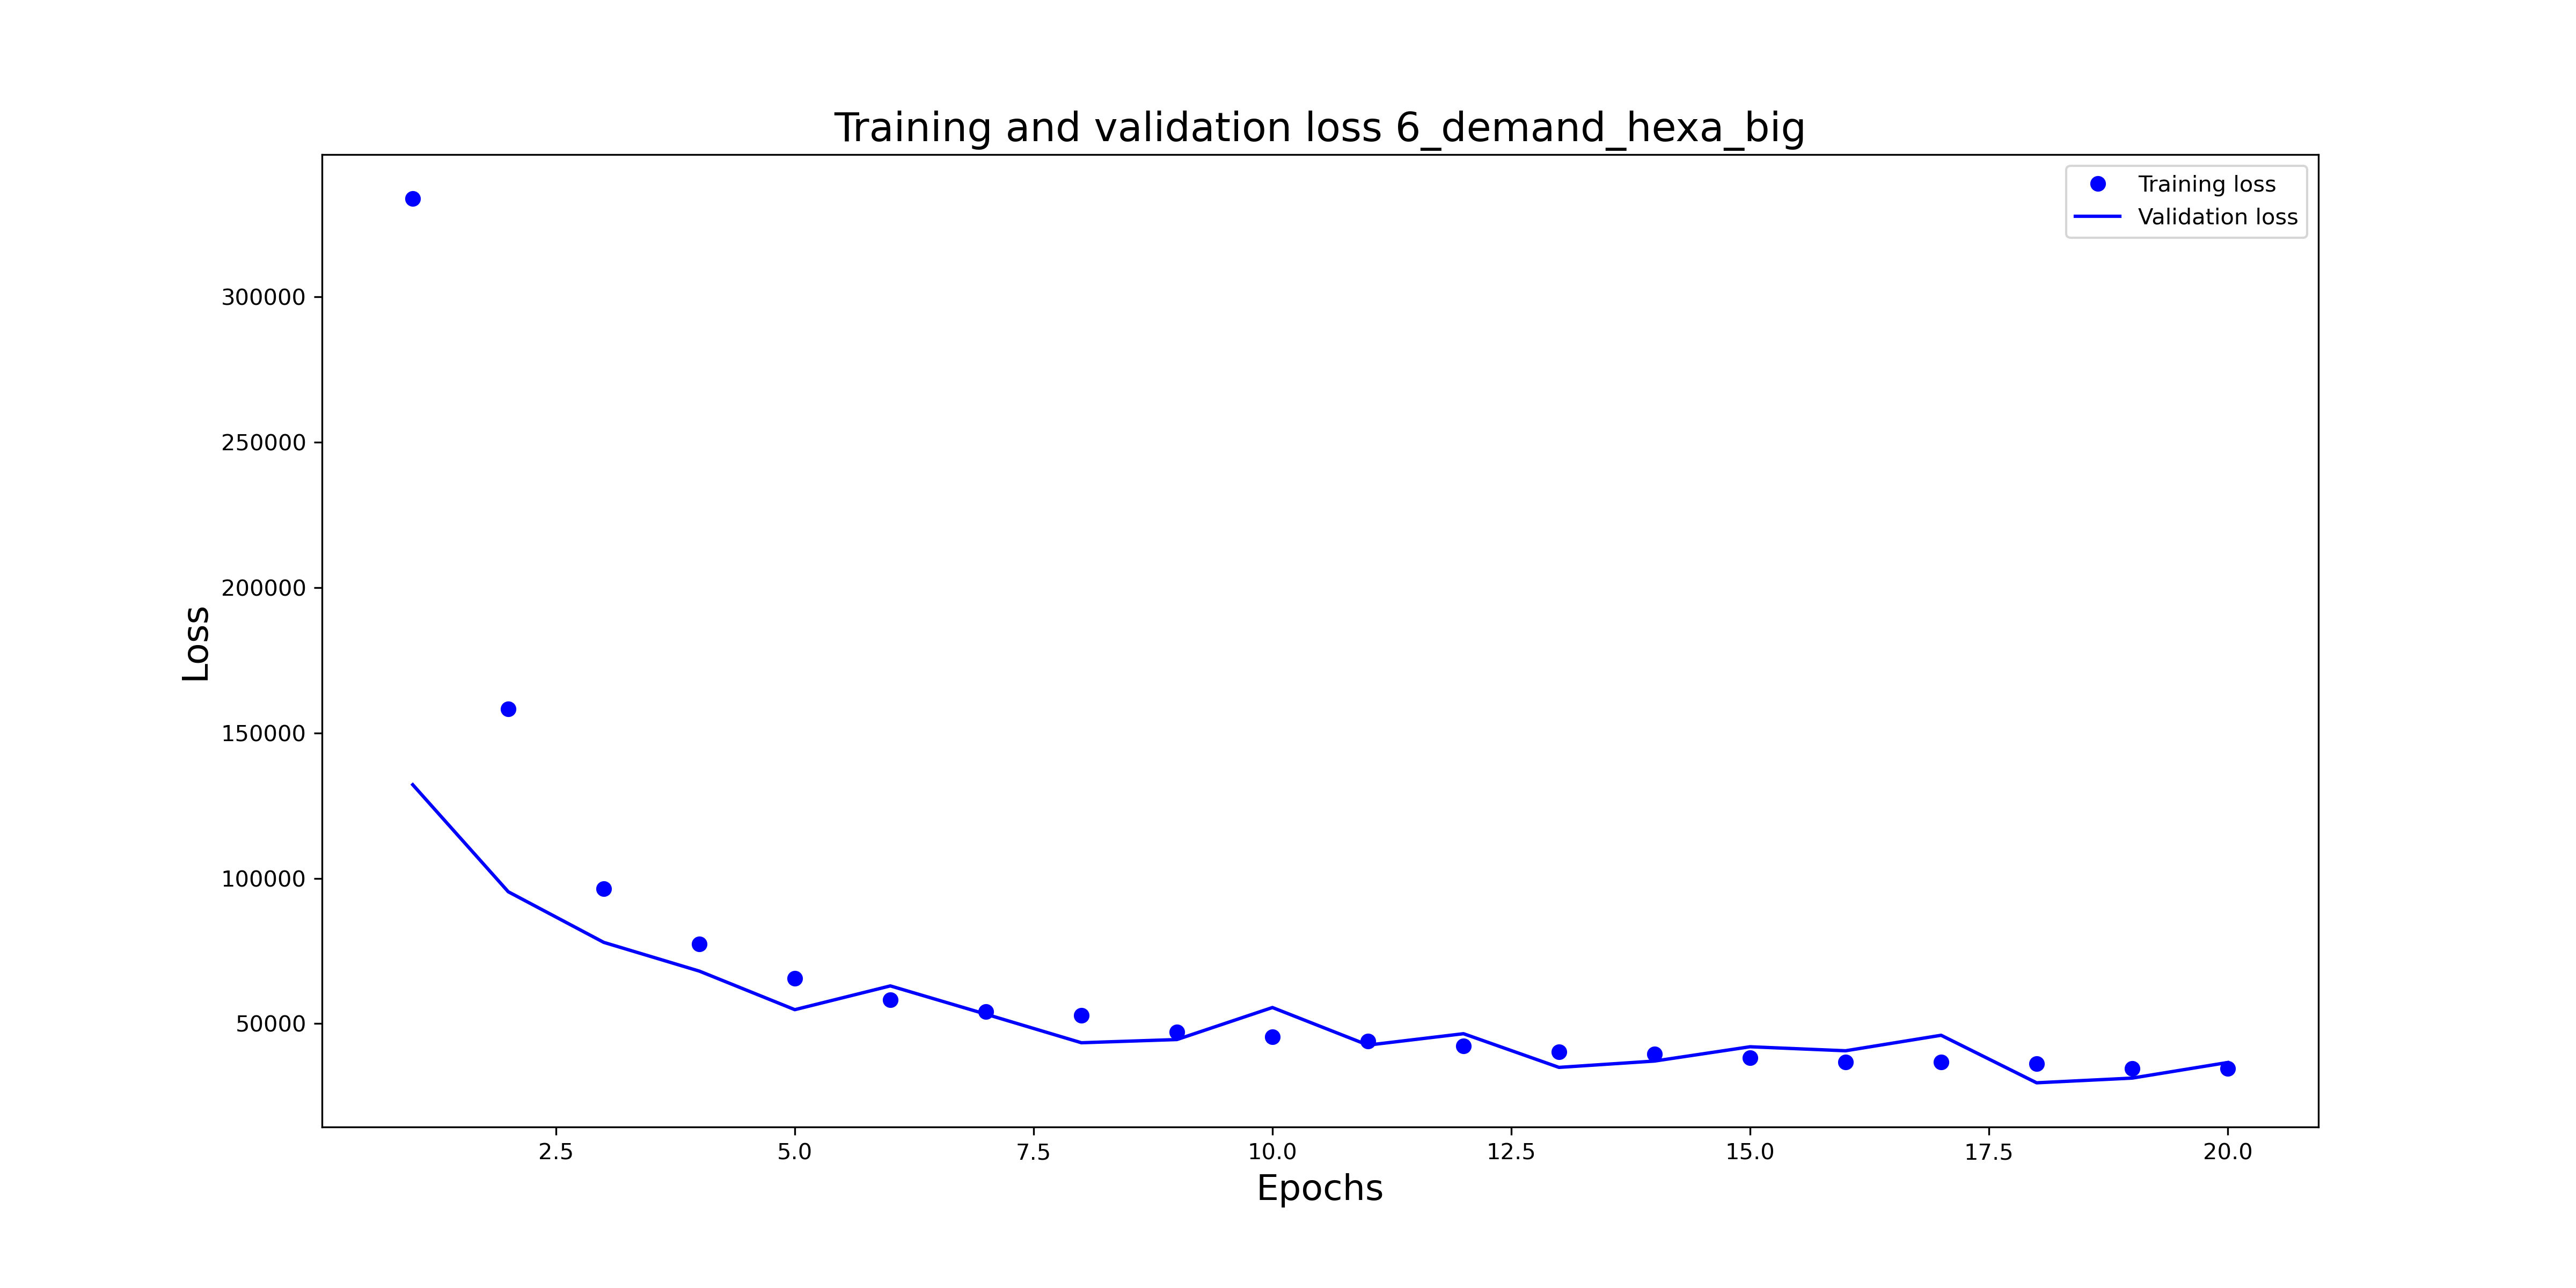 Training and validation loss 6_demand_hexa_big
Training loss
Validation loss
Loss
300000
250000
200000
150000
100000
50000
2.5 5.0 7.5 10.0 12.5 15.0 17.5 20.0
Epochs